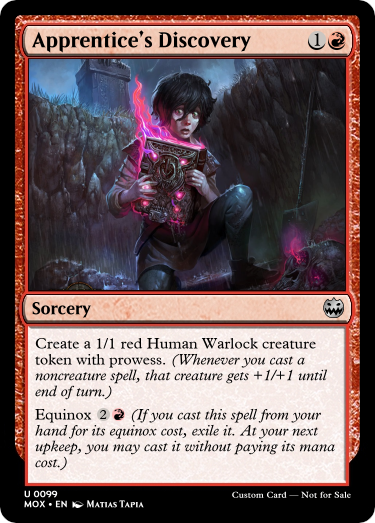 Apprentice's Discovery 1
Sorcery
Create a 1/1 red Human Warlock creature
token with prowess. (Whenever you cast a
noncreature spell, that creature gets +1/+1 until
end of turn.)
Equinox 2 (If you cast this spell from your
hand for its equinox cost, exile it. At your next
upkeep, you may cast it without paying its mana
cost.)
U 0099
MOX • EN Matias Tapia
Custom Card — Not for Sale